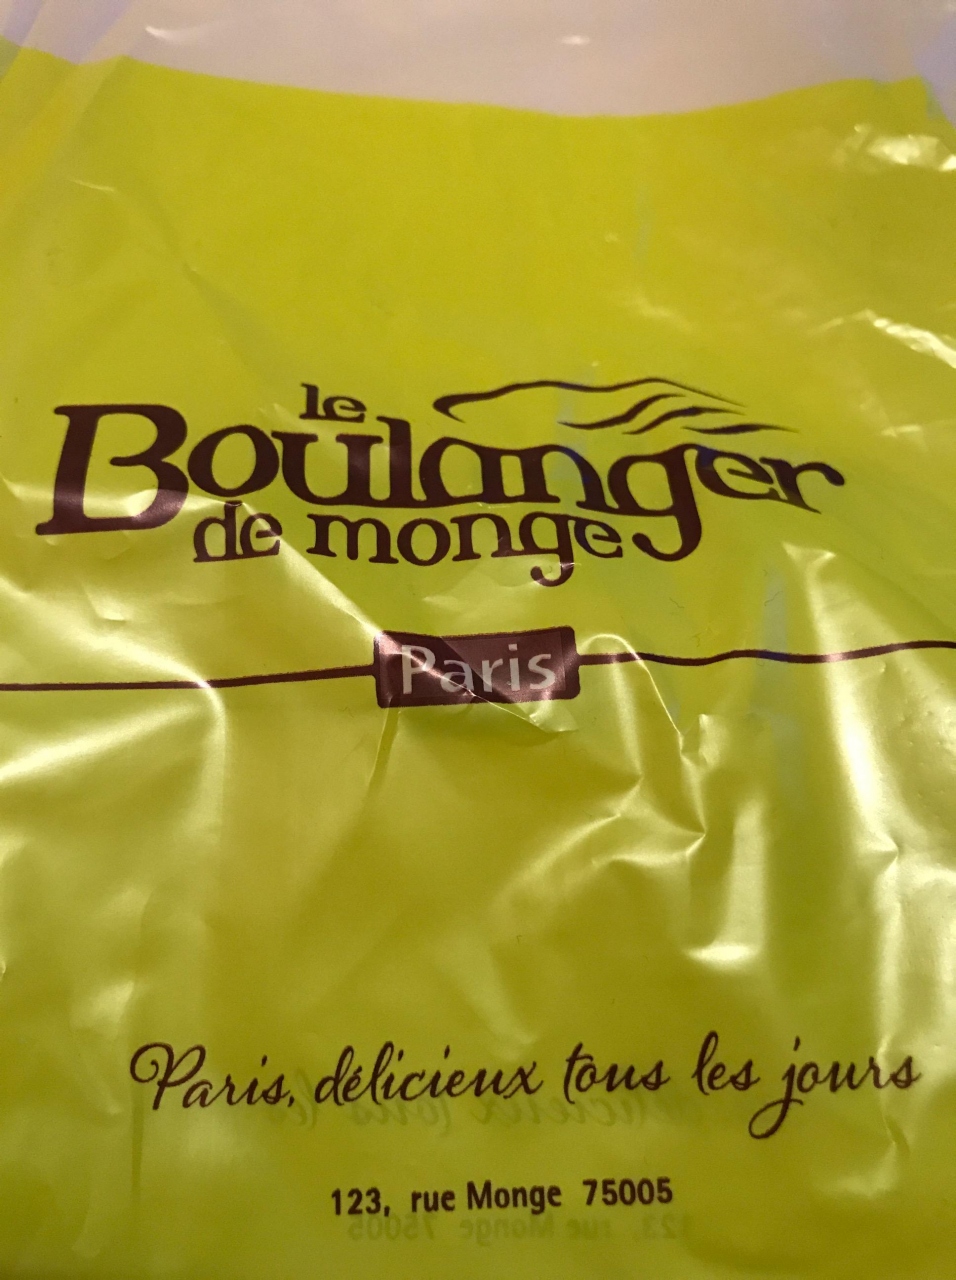 le
Boulanger
de monge
Paris
Paris, délicieux tous les jours
123, rue Monge 75005